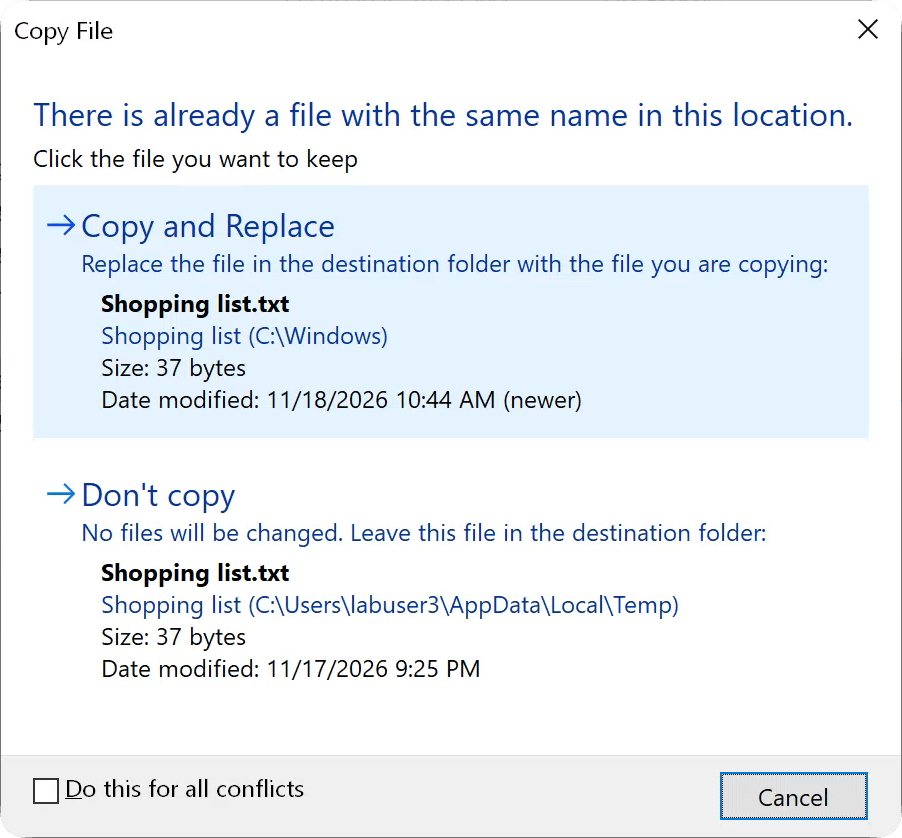 Copy File
There is already a file with the same name in this location.
Click the file you want to keep
Copy and Replace
Replace the file in the destination folder with the file you are copying:
Shopping list.txt
Shopping list (C:\Windows)
Size: 37 bytes
Date modified: 11/18/2026 10:44 AM (newer)
Don't copy
No files will be changed. Leave this file in the destination folder:
Shopping list.txt
Shopping list (C:\Users\labuser3\AppData\Local\Temp)
Size: 37 bytes
Date modified: 11/17/2026 9:25 PM
Do this for all conflicts
Cancel